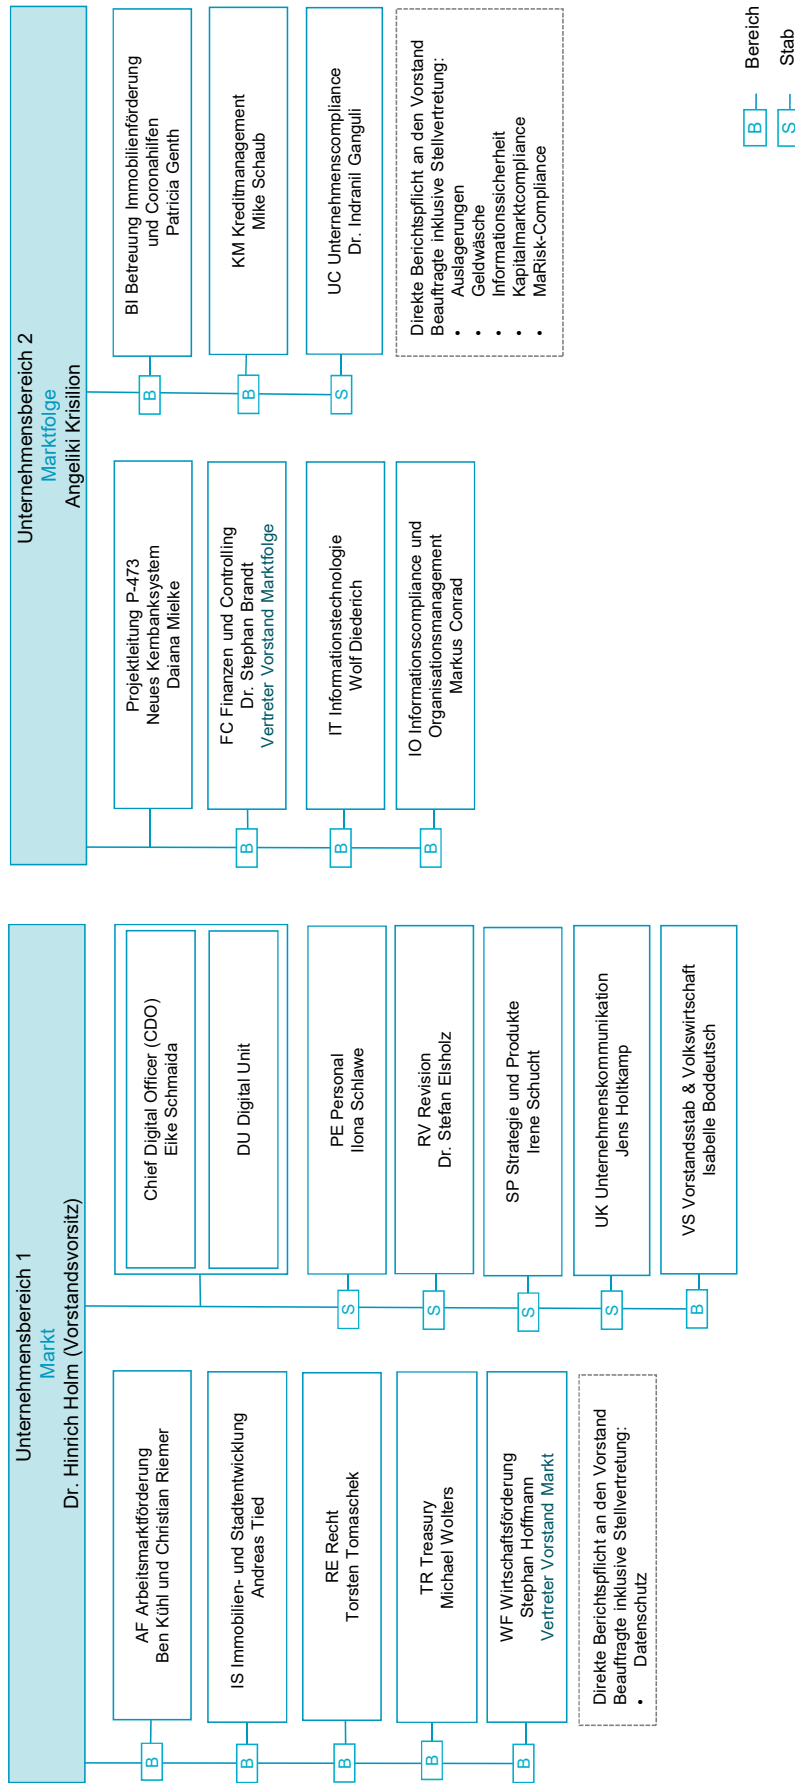 Unternehmensbereich 1
Markt
Dr. Hinrich Holm (Vorstandsvorsitz)
B
AF Arbeitsmarktförderung
Ben Kühl und Christian Riemer
B
IS Immobilien- und Stadtentwicklung
Andreas Tied
B
RE Recht
Torsten Tomaschek
B
TR Treasury
Michael Wolters
B
WF Wirtschaftsförderung
Stephan Hoffmann
Vertreter Vorstand Markt
Direkte Berichtspflicht an den Vorstand
Beauftragte inklusive Stellvertretung:
• Datenschutz
Chief Digital Officer (CDO)
Eike Schmaida
DU Digital Unit
S
PE Personal
Ilona Schlawe
S
RV Revision
Dr. Stefan Elsholz
S
SP Strategie und Produkte
Irene Schucht
S
UK Unternehmenskommunikation
Jens Holtkamp
B
VS Vorstandsstab & Volkswirtschaft
Isabelle Boddeutsch
Unternehmensbereich 2
Marktfolge
Angeliki Krisilion
Projektleitung P-473
Neues Kernbanksystem
Daiana Mielke
B
FC Finanzen und Controlling
Dr. Stephan Brandt
Vertreter Vorstand Marktfolge
B
IT Informationstechnologie
Wolf Diederich
B
IO Informationscompliance und
Organisationsmanagement
Markus Conrad
B
BI Betreuung Immobilienförderung
und Coronahilfen
Patricia Genth
B
KM Kreditmanagement
Mike Schaub
S
UC Unternehmenscompliance
Dr. Indranil Ganguli
Direkte Berichtspflicht an den Vorstand
Beauftragte inklusive Stellvertretung:
• Auslagerungen
• Geldwäsche
• Informationssicherheit
• Kapitalmarktcompliance
• MaRisk-Compliance
B Bereich
S Stab